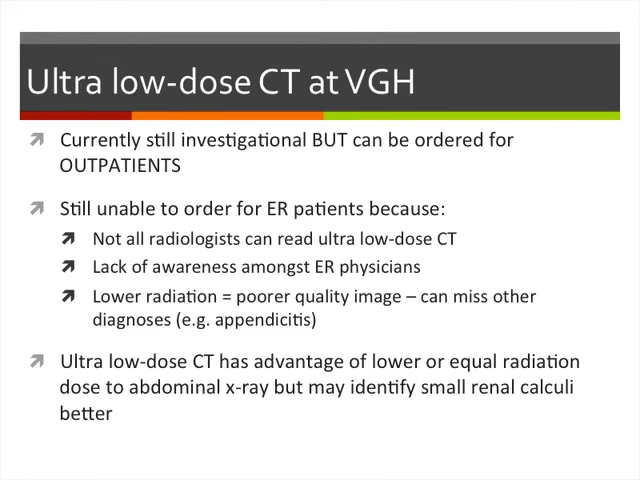 Ultra low-dose CT at VGH
Currently still investigational BUT can be ordered for
OUTPATIENTS
Still unable to order for ER patients because:
Not all radiologists can read ultra low-dose CT
Lack of awareness amongst ER physicians
Lower radiation = poorer quality image – can miss other
diagnoses (e.g. appendicitis)
Ultra low-dose CT has advantage of lower or equal radiation
dose to abdominal x-ray but may identify small renal calculi
better